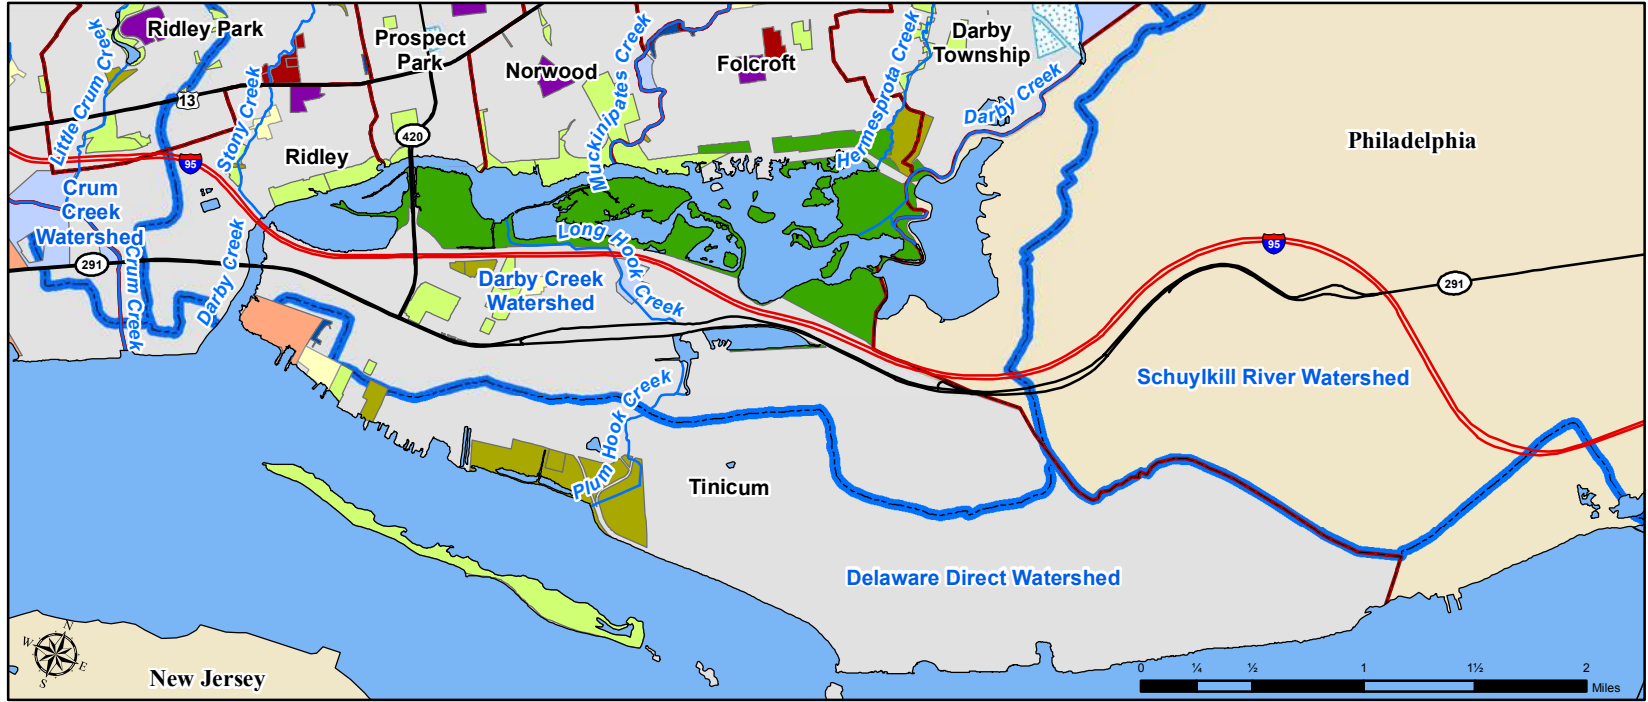 Ridley Park
Prospect
Park
Norwood
Folcroft
Darby
Township
Little Crum Creek
Stony Creek
Muckinipates Creek
Hermesprota Creek
Darby Creek
13
420
95
Ridley
Philadelphia
Crum
Creek
Watershed
291
Crum Creek
Darby Creek
Long Hook Creek
Darby Creek
Watershed
95
291
Schuylkill River Watershed
Plum Hook Creek
Tinicum
Delaware Direct Watershed
New Jersey
N
W
E
S
0
¼
½
1
1½
2
Miles